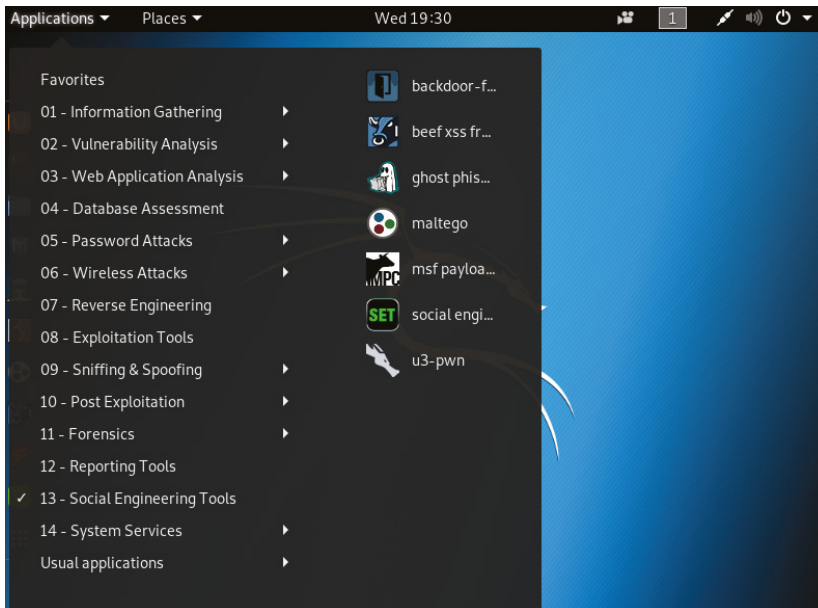 Applications Places Wed 19:30 1
Favorites
01 - Information Gathering
02 - Vulnerability Analysis
03 - Web Application Analysis
04 - Database Assessment
05 - Password Attacks
06 - Wireless Attacks
07 - Reverse Engineering
08 - Exploitation Tools
09 - Sniffing & Spoofing
10 - Post Exploitation
11 - Forensics
12 - Reporting Tools
✓ 13 - Social Engineering Tools
14 - System Services
Usual applications
backdoor-f...
beef xss fr...
ghost phis...
maltego
MPC msf payloa...
SET social engi...
u3-pwn